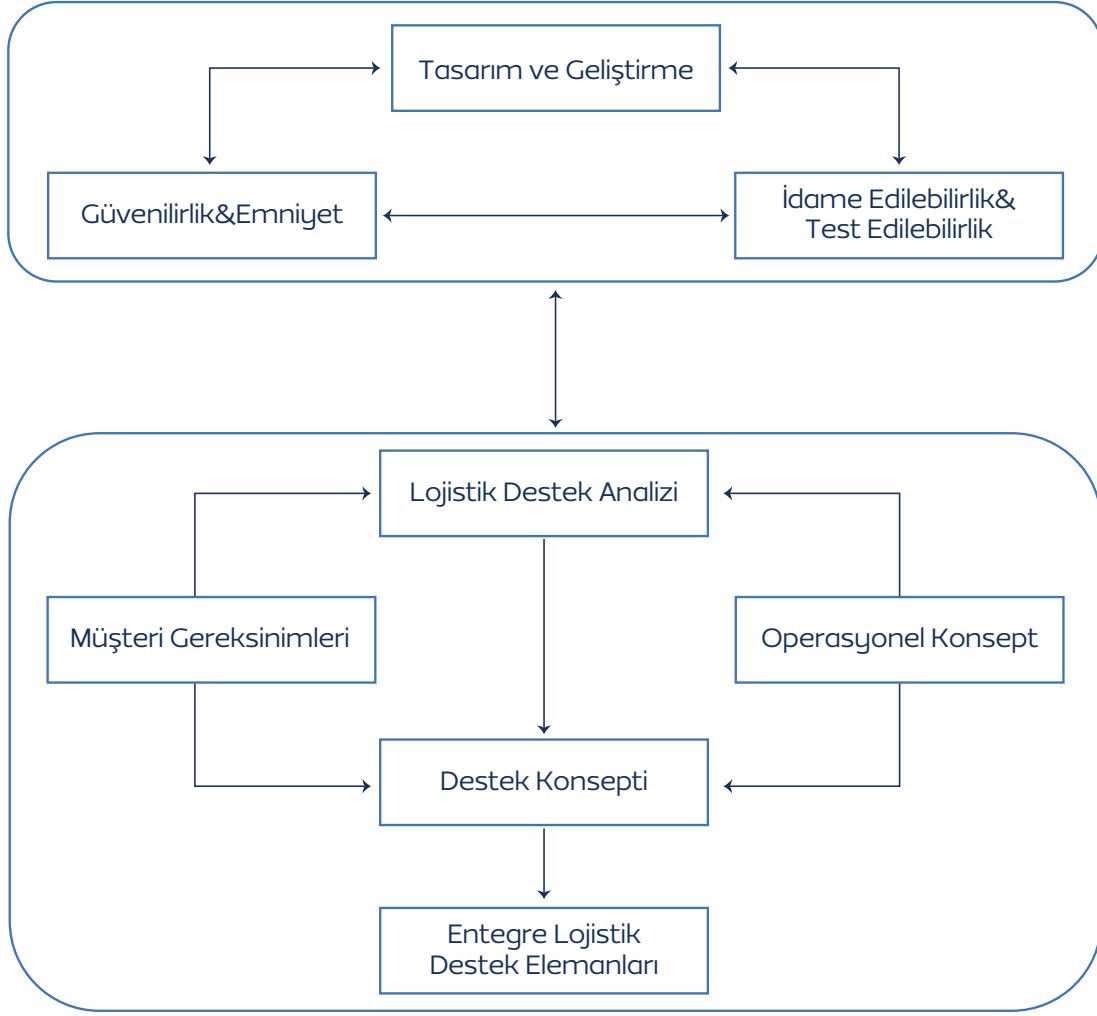 Tasarım ve Geliştirme
Güvenilirlik&Emniyet
İdame Edilebilirlik&
Test Edilebilirlik
Lojistik Destek Analizi
Müşteri Gereksinimleri
Operasyonel Konsept
Destek Konsepti
Entegre Lojistik
Destek Elemanları